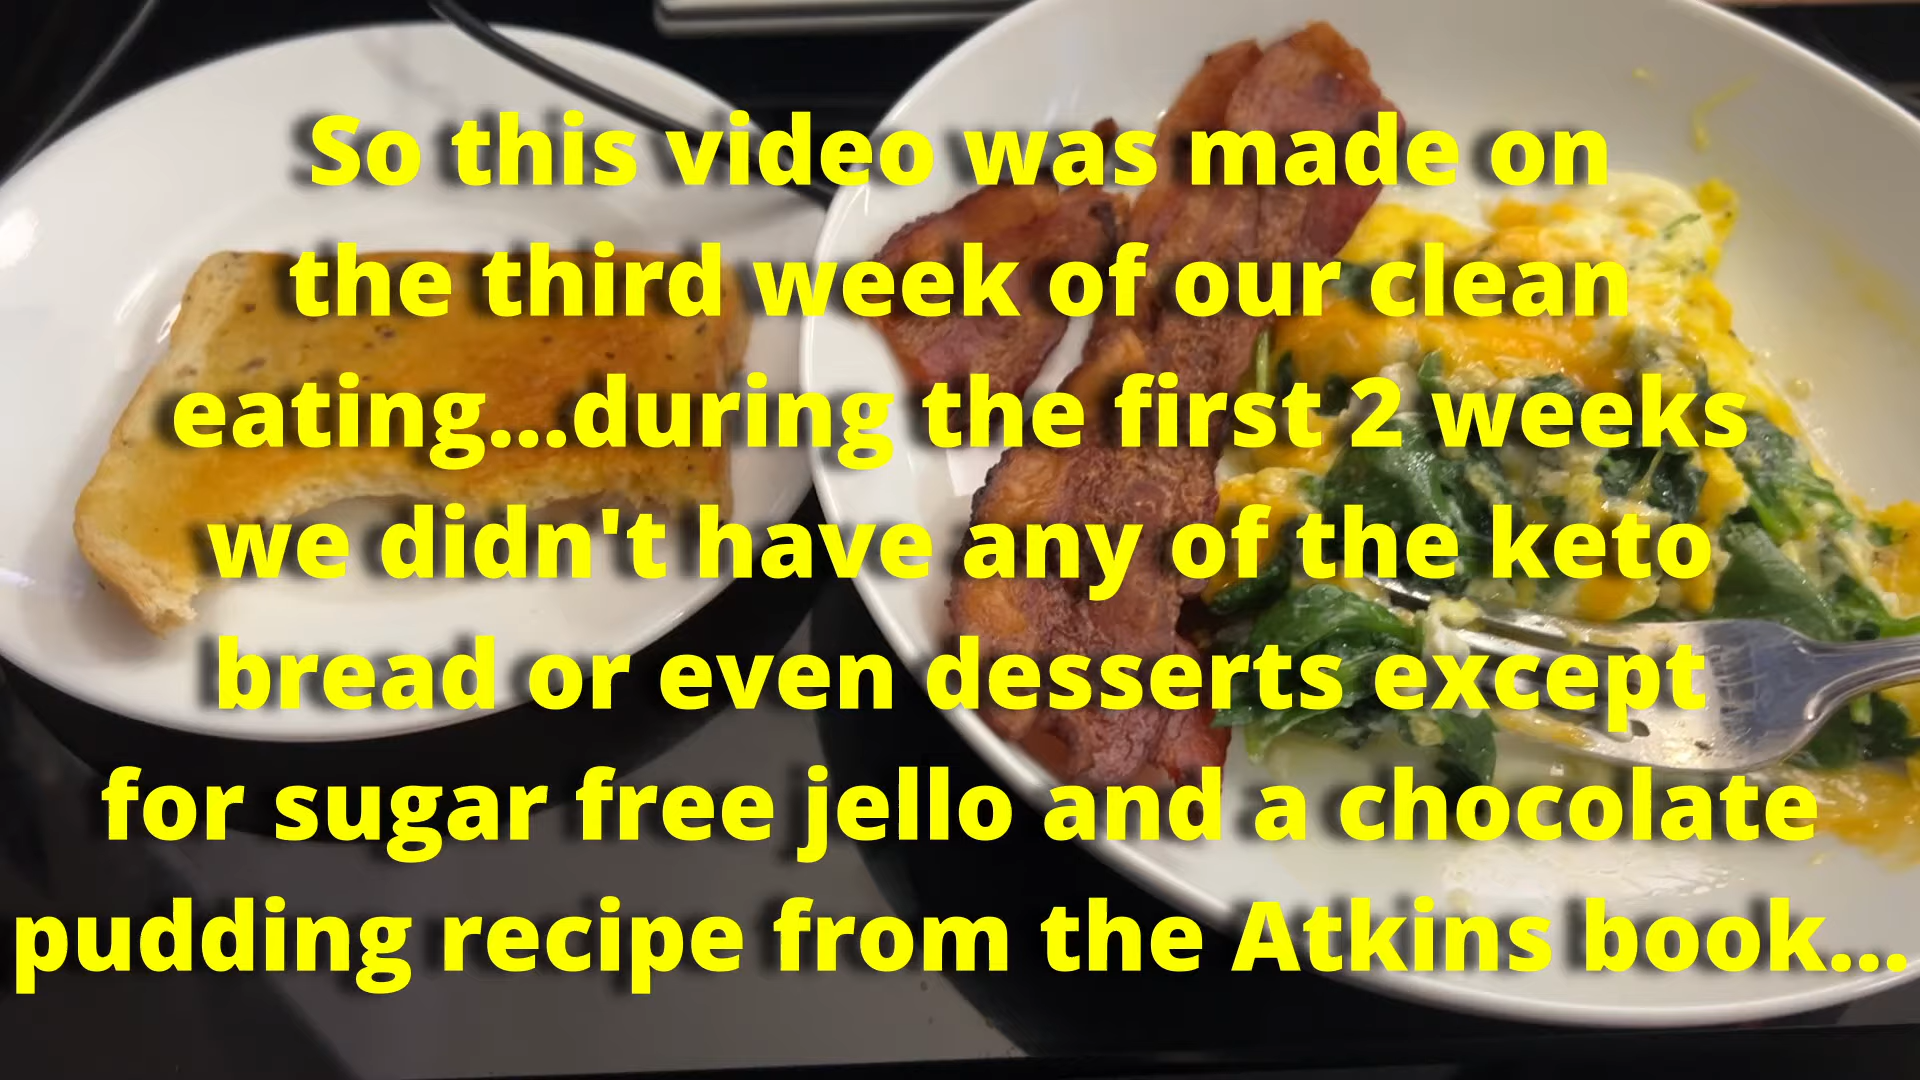 So this video was made on
the third week of our clean
eating...during the first 2 weeks
we didn't have any of the keto
bread or even desserts except
for sugar free jello and a chocolate
pudding recipe from the Atkins book...